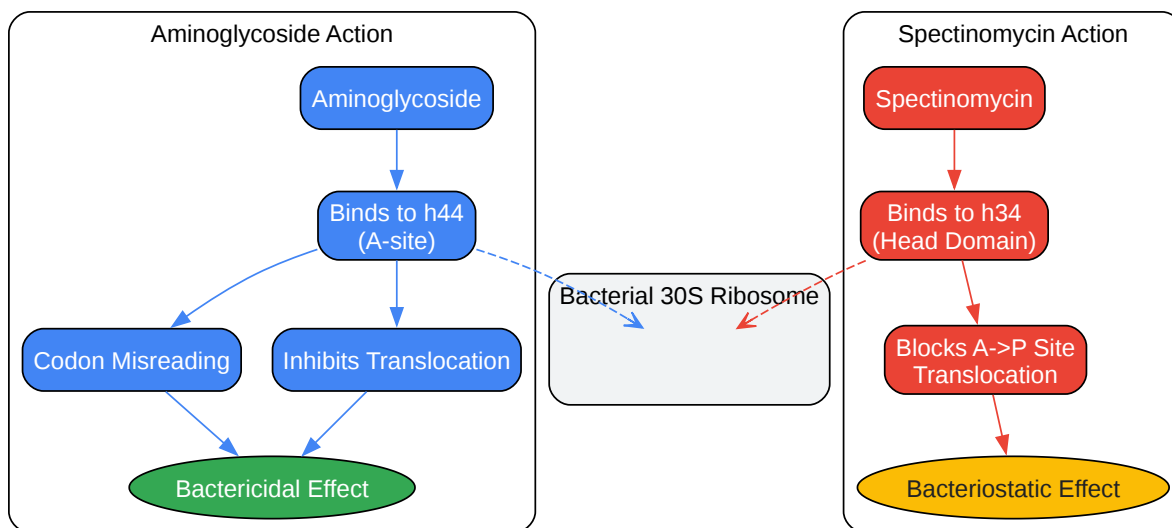 Aminoglycoside Action
Aminoglycoside
Binds to h44
(A-site)
Codon Misreading
Inhibits Translocation
Bactericidal Effect
Bacterial 30S Ribosome
Spectinomycin Action
Spectinomycin
Binds to h34
(Head Domain)
Blocks A->P Site
Translocation
Bacteriostatic Effect